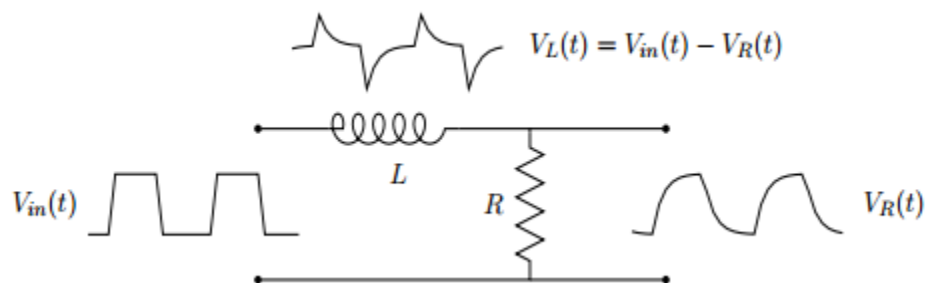 V_L(t) = V_in(t) − V_R(t)
L
V_in(t)
R
V_R(t)